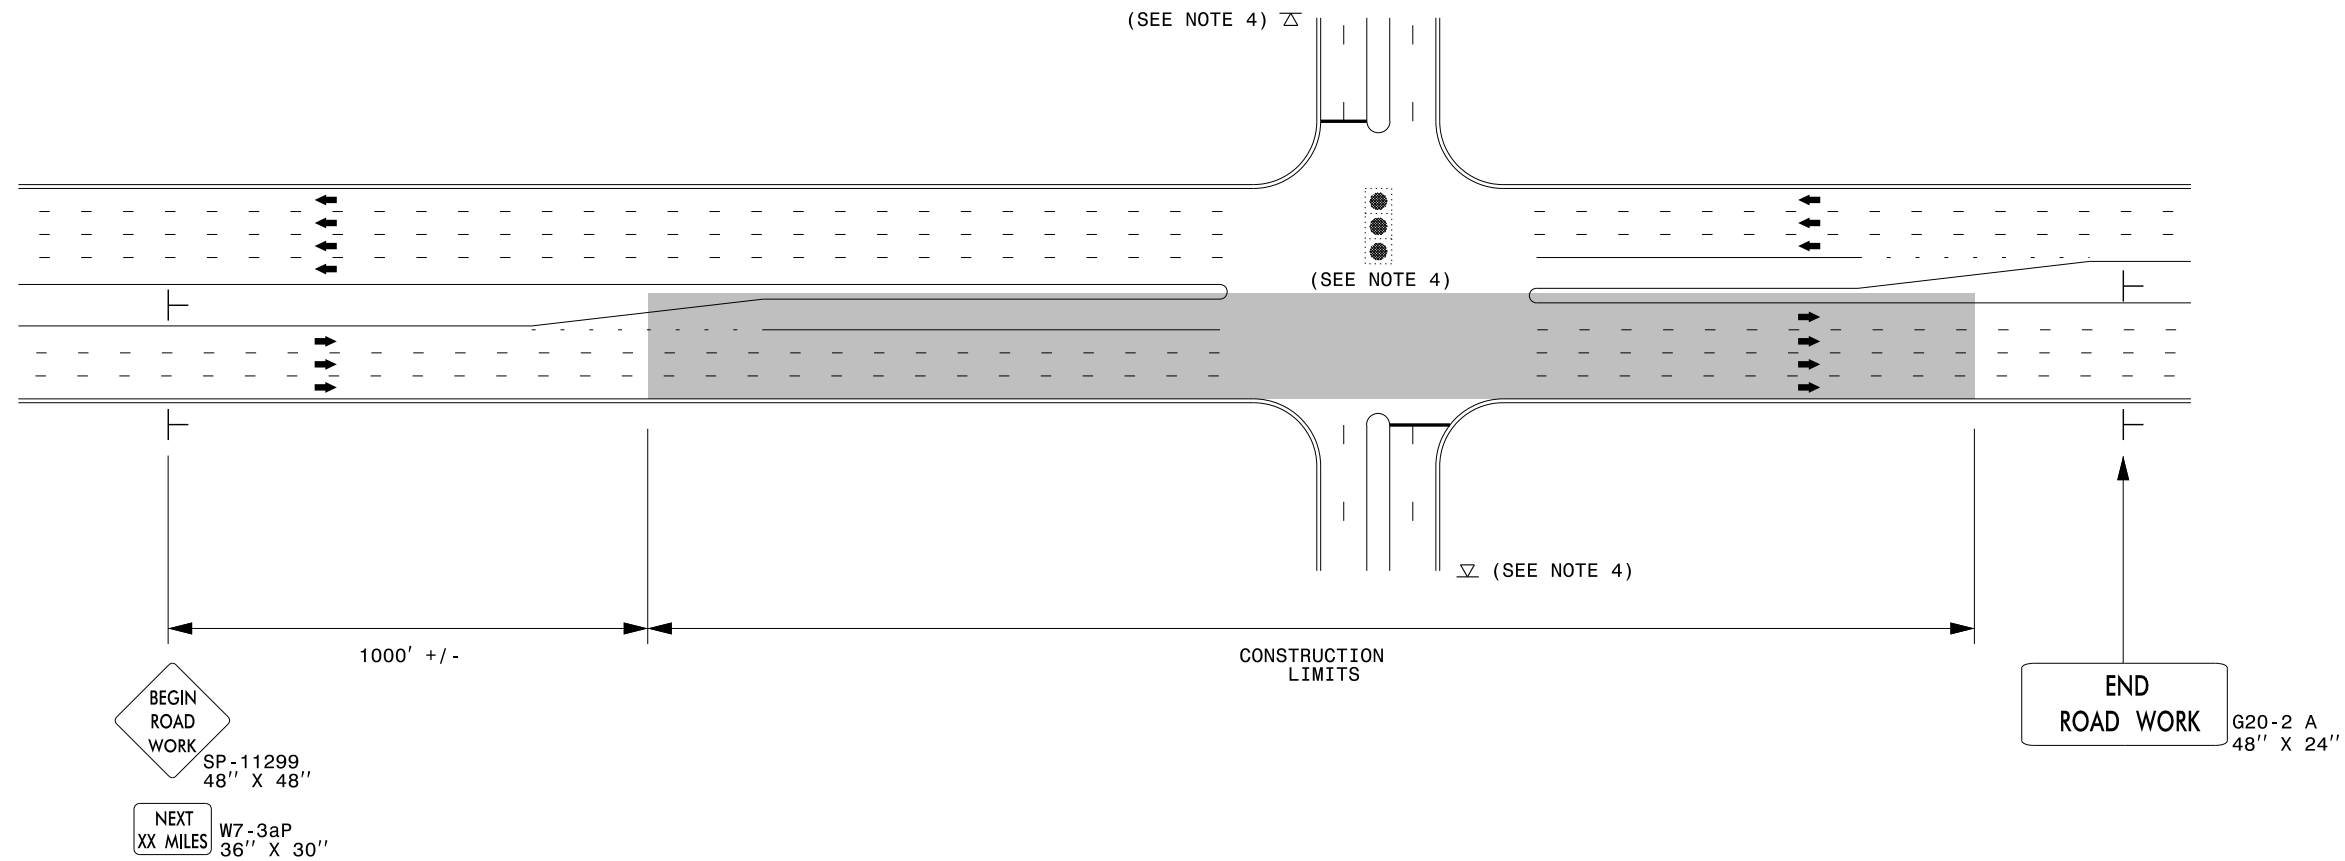 (SEE NOTE 4)
(SEE NOTE 4)
(SEE NOTE 4)
1000' +/-
CONSTRUCTION
LIMITS
BEGIN
ROAD
WORK
SP-11299
48'' X 48''
NEXT
XX MILES
W7-3aP
36'' X 30''
END
ROAD WORK
G20-2 A
48'' X 24''